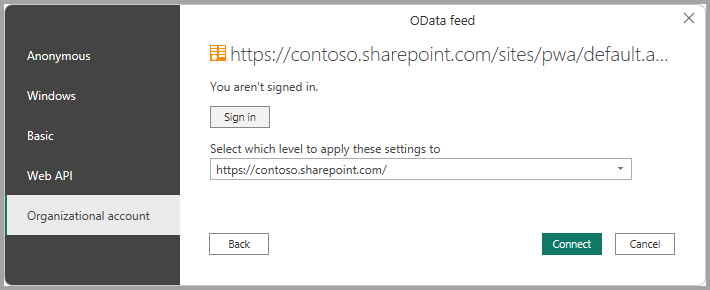 OData feed
Anonymous
Windows
Basic
Web API
Organizational account
https://contoso.sharepoint.com/sites/pwa/default.a...
You aren't signed in.
Sign in
Select which level to apply these settings to
https://contoso.sharepoint.com/
Back
Connect
Cancel